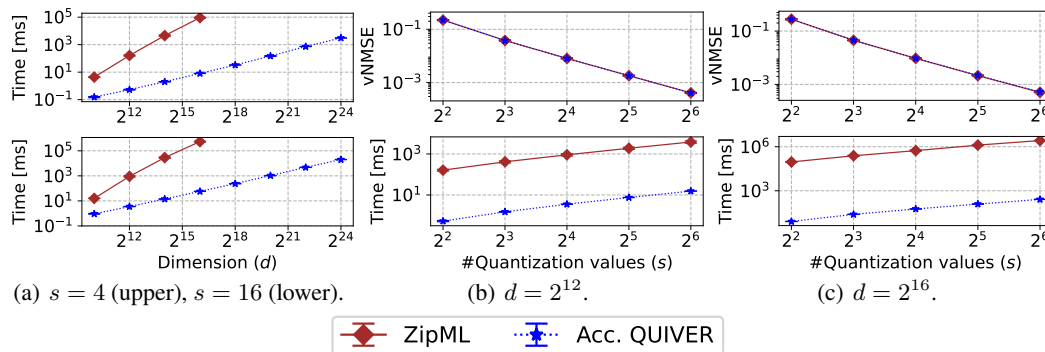 Time [ms]
10^5
10^3
10^1
10^-1
2^12 2^15 2^18 2^21 2^24
Time [ms]
10^5
10^3
10^1
10^-1
2^12 2^15 2^18 2^21 2^24
Dimension (d)
(a) s = 4 (upper), s = 16 (lower).
vNMSE
10^-1
10^-3
2^2 2^3 2^4 2^5 2^6
Time [ms]
10^3
10^1
2^2 2^3 2^4 2^5 2^6
#Quantization values (s)
(b) d = 2^12.
vNMSE
10^-1
10^-3
2^2 2^3 2^4 2^5 2^6
Time [ms]
10^6
10^3
2^2 2^3 2^4 2^5 2^6
#Quantization values (s)
(c) d = 2^16.
ZipML Acc. QUIVER